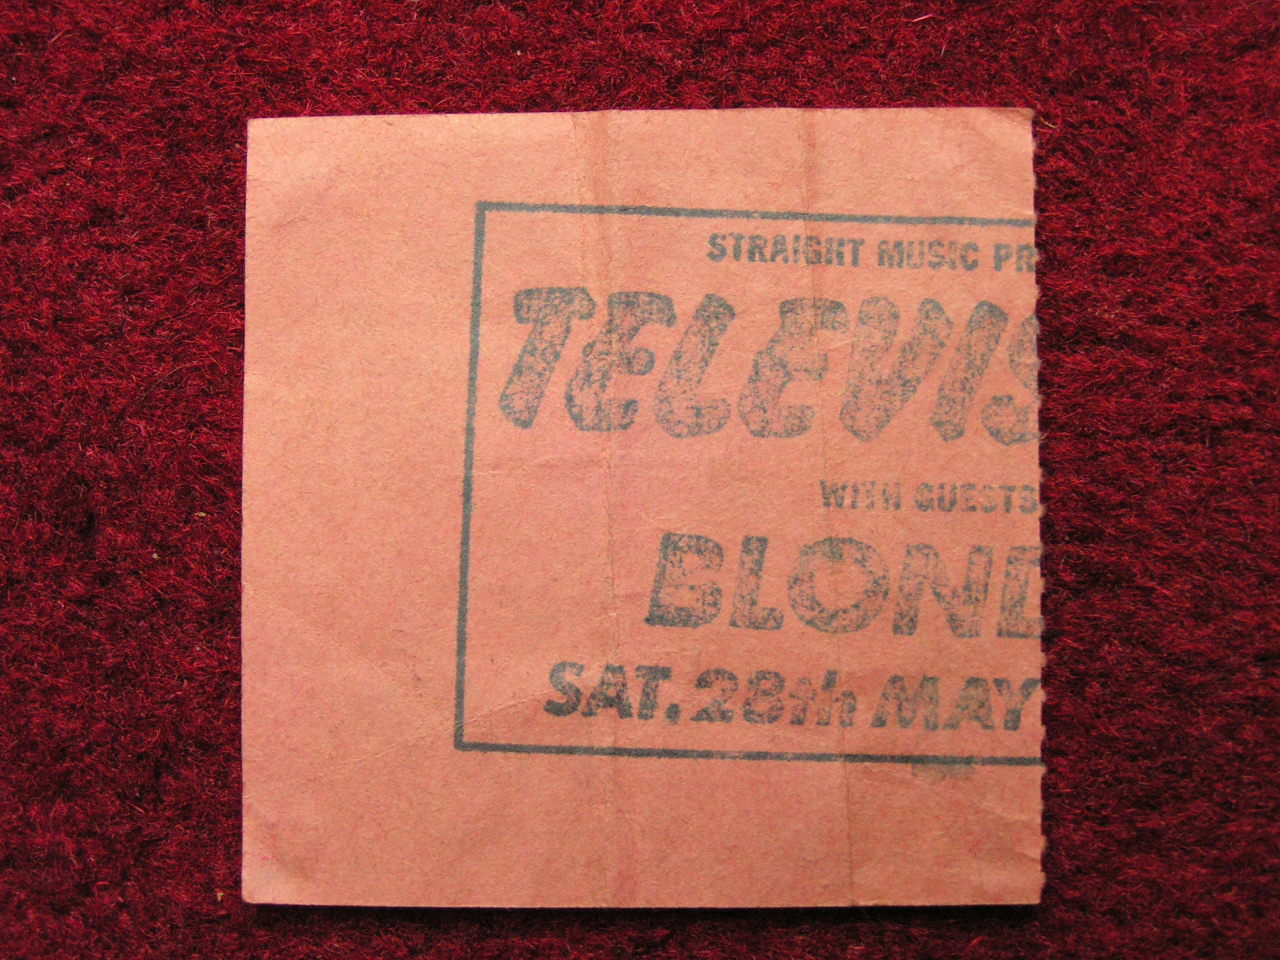 STRAIGHT MUSIC PR
TELEVIS
WITH GUESTS
BLOND
SAT. 28th MAY